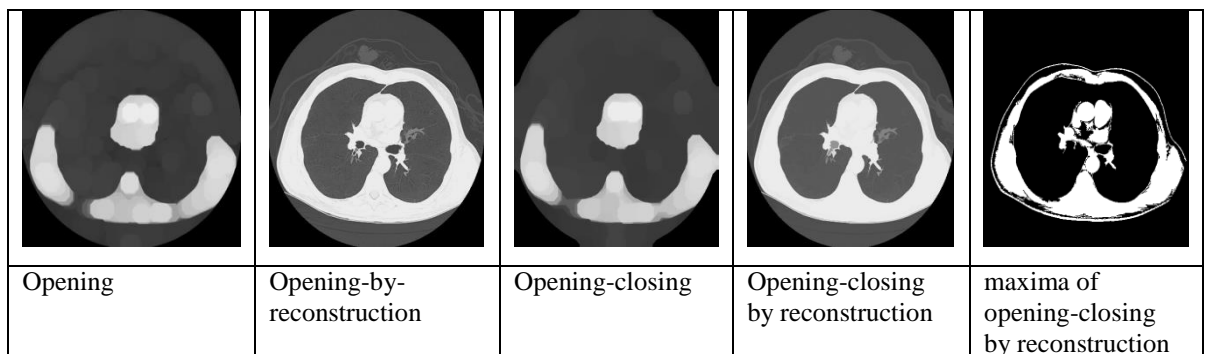 Opening
Opening-by-
reconstruction
Opening-closing
Opening-closing
by reconstruction
maxima of
opening-closing
by reconstruction